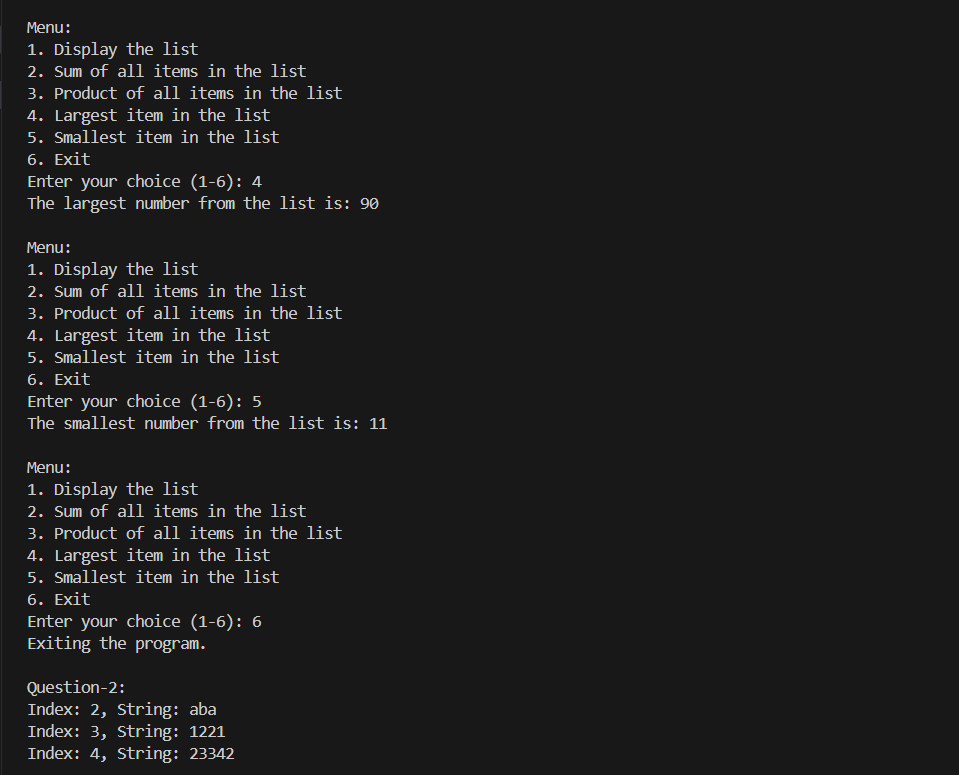 Menu:
1. Display the list
2. Sum of all items in the list
3. Product of all items in the list
4. Largest item in the list
5. Smallest item in the list
6. Exit
Enter your choice (1-6): 4
The largest number from the list is: 90

Menu:
1. Display the list
2. Sum of all items in the list
3. Product of all items in the list
4. Largest item in the list
5. Smallest item in the list
6. Exit
Enter your choice (1-6): 5
The smallest number from the list is: 11

Menu:
1. Display the list
2. Sum of all items in the list
3. Product of all items in the list
4. Largest item in the list
5. Smallest item in the list
6. Exit
Enter your choice (1-6): 6
Exiting the program.

Question-2:
Index: 2, String: aba
Index: 3, String: 1221
Index: 4, String: 23342